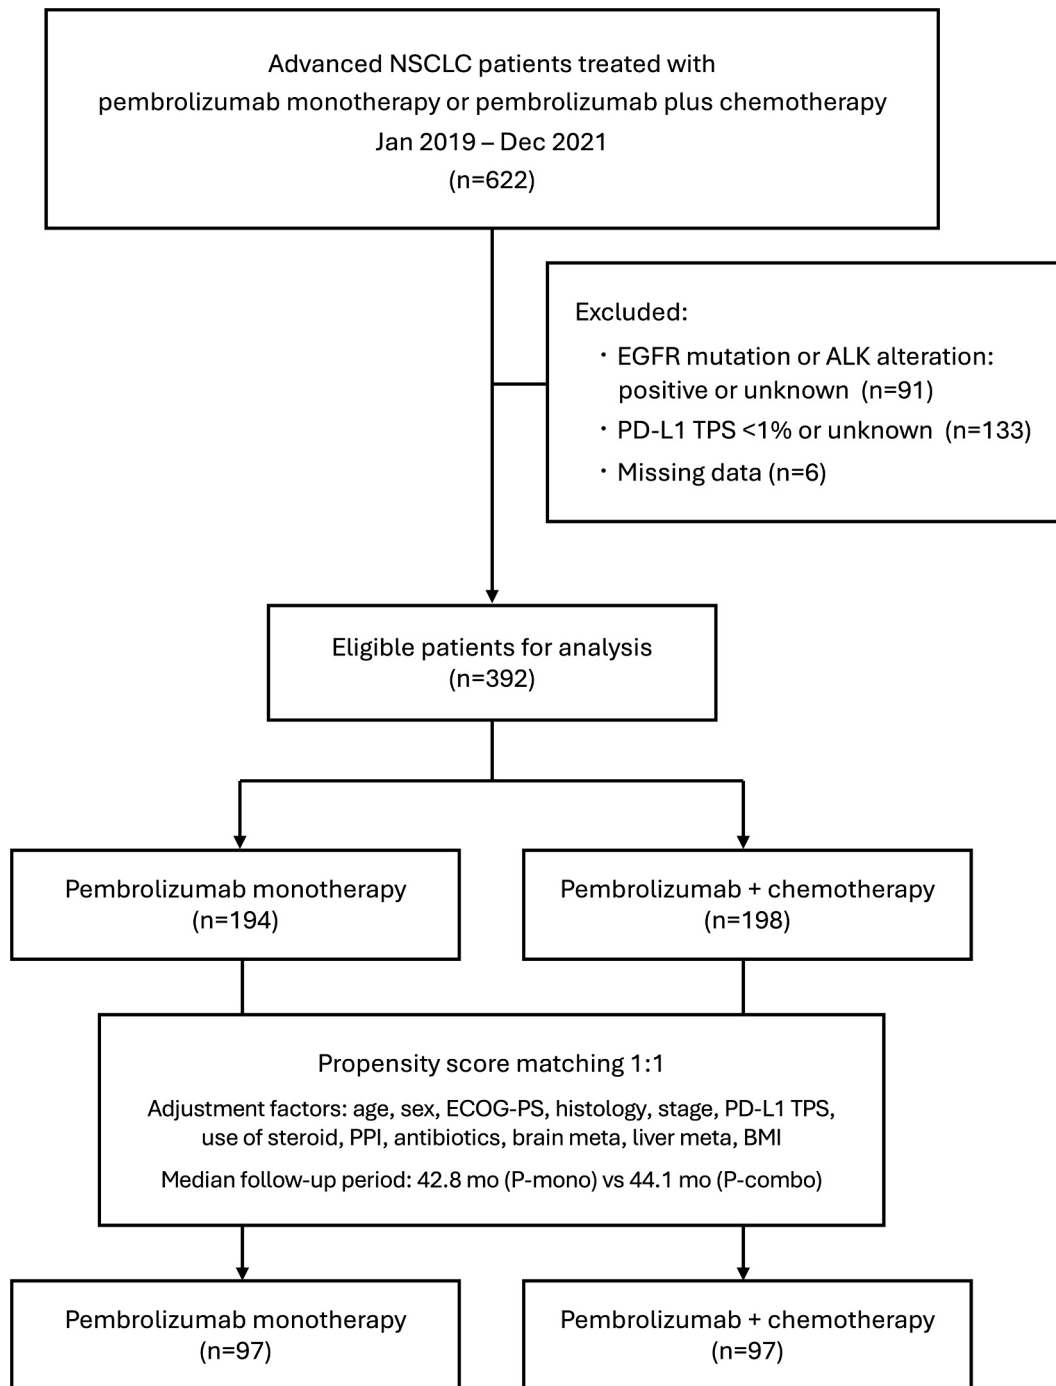 Advanced NSCLC patients treated with
pembrolizumab monotherapy or pembrolizumab plus chemotherapy
Jan 2019 – Dec 2021
(n=622)
Excluded:
・EGFR mutation or ALK alteration:
positive or unknown (n=91)
・PD-L1 TPS <1% or unknown (n=133)
・Missing data (n=6)
Eligible patients for analysis
(n=392)
Pembrolizumab monotherapy
(n=194)
Pembrolizumab + chemotherapy
(n=198)
Propensity score matching 1:1
Adjustment factors: age, sex, ECOG-PS, histology, stage, PD-L1 TPS,
use of steroid, PPI, antibiotics, brain meta, liver meta, BMI
Median follow-up period: 42.8 mo (P-mono) vs 44.1 mo (P-combo)
Pembrolizumab monotherapy
(n=97)
Pembrolizumab + chemotherapy
(n=97)